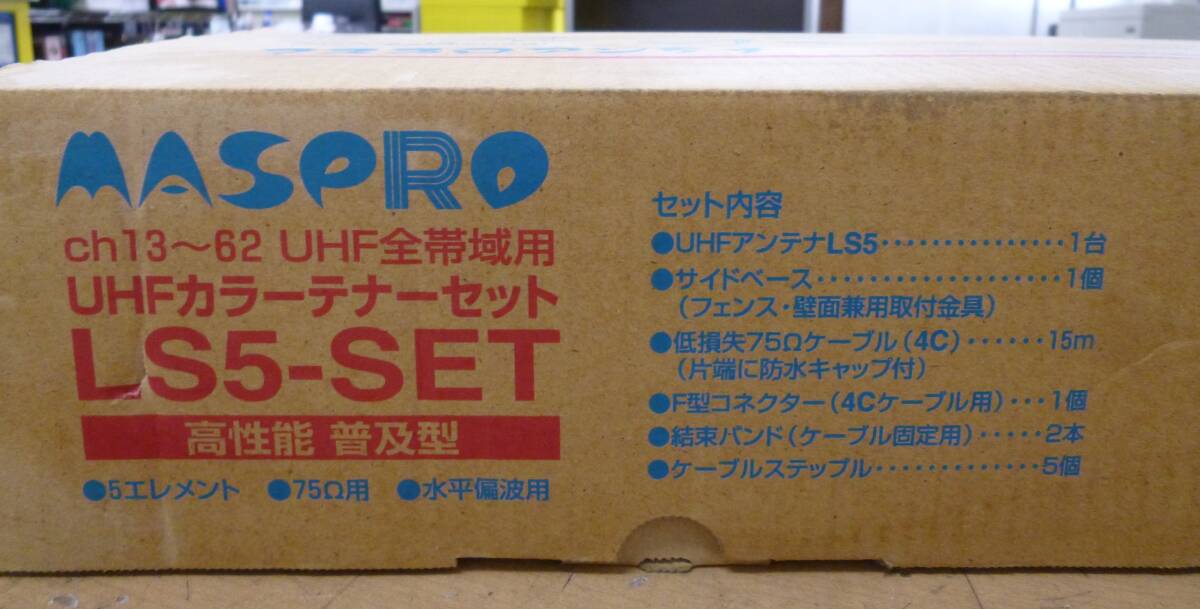 MASPRO
ch13～62 UHF全帯域用
UHFカラーテナーセット
LS5-SET
高性能 普及型
●5エレメント ●75Ω用 ●水平偏波用
セット内容
●UHFアンテナLS5・・・・・・・・・・・・・・・1台
●サイドベース・・・・・・・・・・・・・・・・・・・・1個
(フェンス・壁面兼用取付金具)
●低損失75Ωケーブル(4C)・・・・・・15m
(片端に防水キャップ付)
●F型コネクター(4Cケーブル用)・・・1個
●結束バンド(ケーブル固定用)・・・・・2本
●ケーブルステップル・・・・・・・・・・・・・・5個